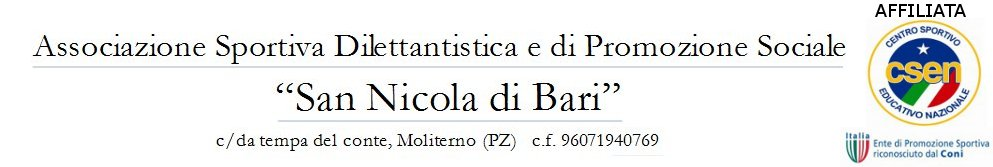 AFFILIATA
Associazione Sportiva Dilettantistica e di Promozione Sociale
“San Nicola di Bari”
c/da tempa del conte, Moliterno (PZ) c.f. 96071940769
CENTRO SPORTIVO
csen
EDUCATIVO NAZIONALE
Italia
Ente di Promozione Sportiva
riconosciuto dal Coni